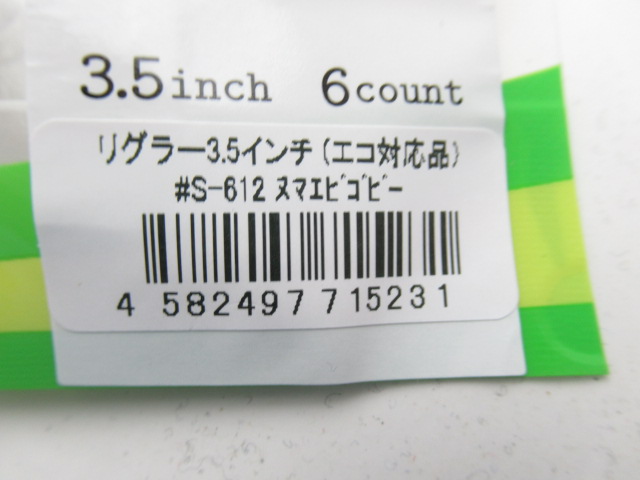 3.5inch 6count
リグラー3.5インチ(エコ対応品)
#S-612 ﾇﾏｴﾋﾞｺﾞﾋﾞｰ
4 582497 715231